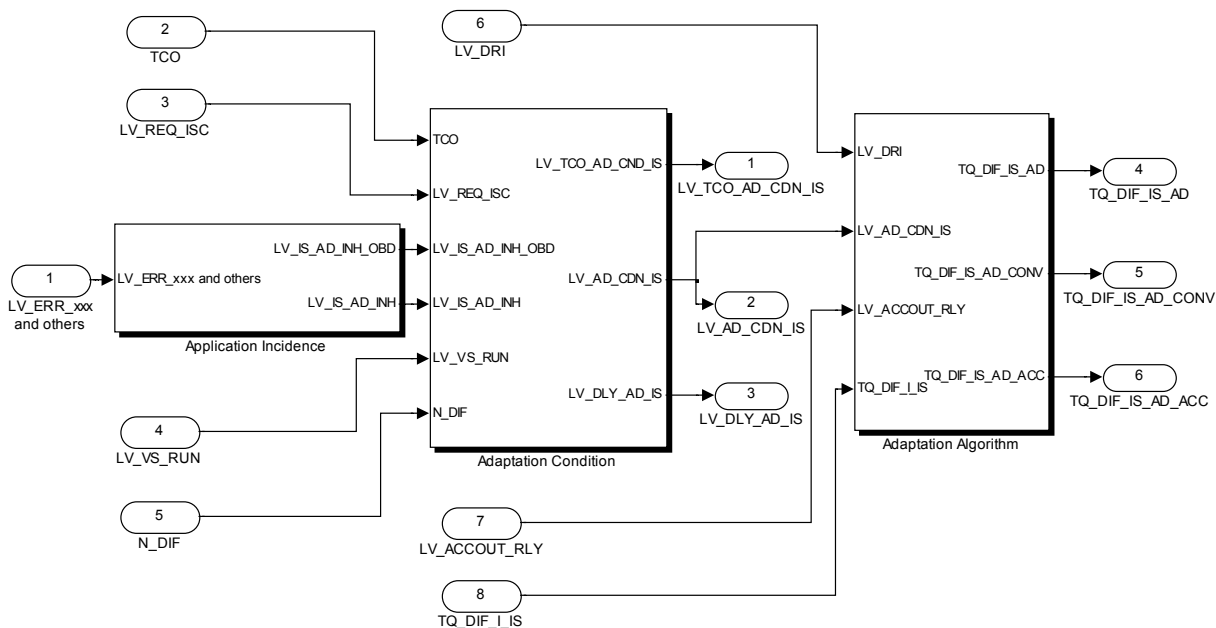 2
TCO
3
LV_REQ_ISC
1
LV_ERR_xxx
and others
4
LV_VS_RUN
5
N_DIF
LV_ERR_xxx and others
LV_IS_AD_INH_OBD
LV_IS_AD_INH
Application Incidence
6
LV_DRI
TCO
LV_REQ_ISC
LV_IS_AD_INH_OBD
LV_IS_AD_INH
LV_VS_RUN
N_DIF
LV_TCO_AD_CND_IS
LV_AD_CDN_IS
LV_DLY_AD_IS
Adaptation Condition
1
LV_TCO_AD_CDN_IS
2
LV_AD_CDN_IS
3
LV_DLY_AD_IS
7
LV_ACCOUT_RLY
8
TQ_DIF_I_IS
LV_DRI
LV_AD_CDN_IS
LV_ACCOUT_RLY
TQ_DIF_I_IS
TQ_DIF_IS_AD
TQ_DIF_IS_AD_CONV
TQ_DIF_IS_AD_ACC
Adaptation Algorithm
4
TQ_DIF_IS_AD
5
TQ_DIF_IS_AD_CONV
6
TQ_DIF_IS_AD_ACC